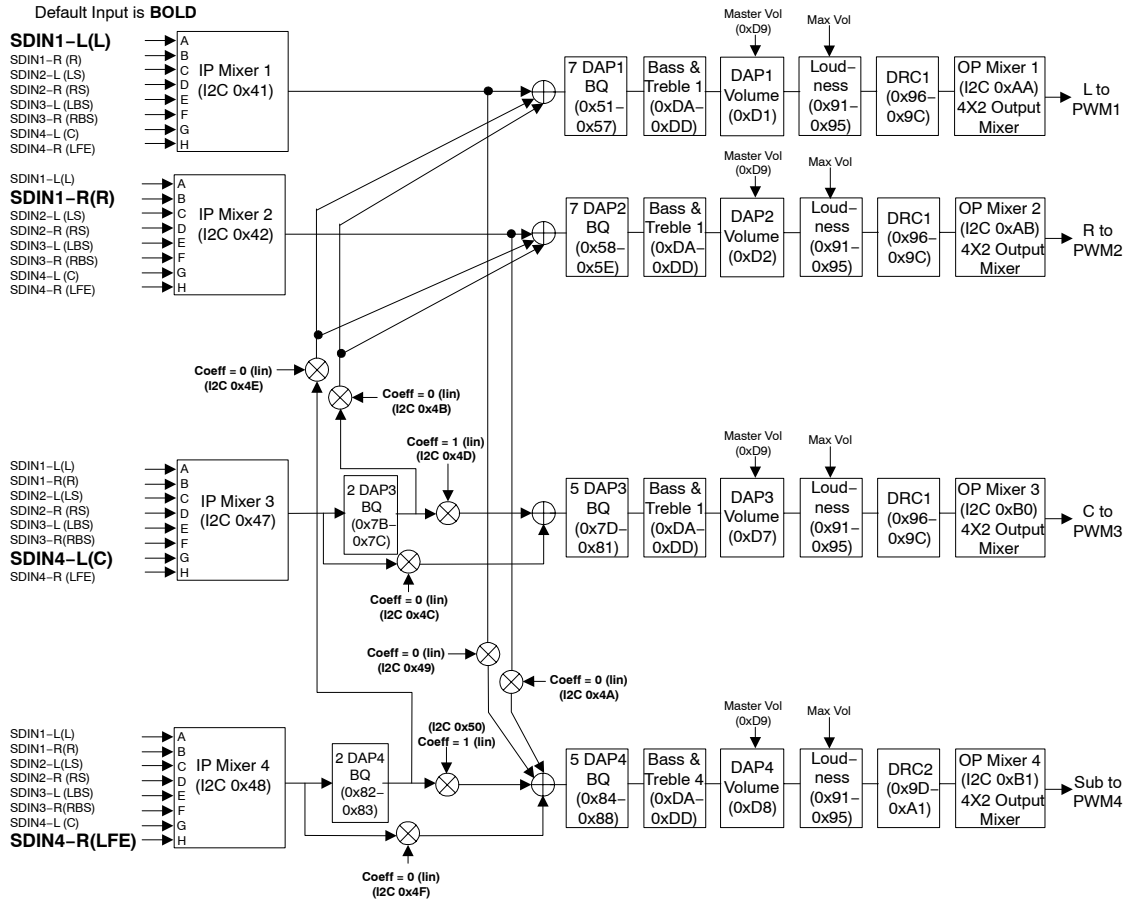 Default Input is BOLD
SDIN1-L(L)
SDIN1-R (R)
SDIN2-L (LS)
SDIN2-R (RS)
SDIN3-L (LBS)
SDIN3-R (RBS)
SDIN4-L (C)
SDIN4-R (LFE)
A
B
C
D
E
F
G
H
IP Mixer 1
(I2C 0x41)
7 DAP1
BQ
(0x51-
0x57)
Bass &
Treble 1
(0xDA-
0xDD)
Master Vol
(0xD9)
DAP1
Volume
(0xD1)
Max Vol
Loud-
ness
(0x91-
0x95)
DRC1
(0x96-
0x9C)
OP Mixer 1
(I2C 0xAA)
4X2 Output
Mixer
L to
PWM1
SDIN1-L(L)
SDIN1-R(R)
SDIN2-L (LS)
SDIN2-R (RS)
SDIN3-L (LBS)
SDIN3-R (RBS)
SDIN4-L (C)
SDIN4-R (LFE)
A
B
C
D
E
F
G
H
IP Mixer 2
(I2C 0x42)
7 DAP2
BQ
(0x58-
0x5E)
Bass &
Treble 1
(0xDA-
0xDD)
Master Vol
(0xD9)
DAP2
Volume
(0xD2)
Max Vol
Loud-
ness
(0x91-
0x95)
DRC1
(0x96-
0x9C)
OP Mixer 2
(I2C 0xAB)
4X2 Output
Mixer
R to
PWM2
Coeff = 0 (lin)
(I2C 0x4E)
Coeff = 0 (lin)
(I2C 0x4B)
SDIN1-L(L)
SDIN1-R(R)
SDIN2-L(LS)
SDIN2-R (RS)
SDIN3-L (LBS)
SDIN3-R(RBS)
SDIN4-L(C)
SDIN4-R (LFE)
A
B
C
D
E
F
G
H
IP Mixer 3
(I2C 0x47)
2 DAP3
BQ
(0x7B-
0x7C)
Coeff = 1 (lin)
(I2C 0x4D)
Coeff = 0 (lin)
(I2C 0x4C)
5 DAP3
BQ
(0x7D-
0x81)
Bass &
Treble 1
(0xDA-
0xDD)
Master Vol
(0xD9)
DAP3
Volume
(0xD7)
Max Vol
Loud-
ness
(0x91-
0x95)
DRC1
(0x96-
0x9C)
OP Mixer 3
(I2C 0xB0)
4X2 Output
Mixer
C to
PWM3
Coeff = 0 (lin)
(I2C 0x49)
Coeff = 0 (lin)
(I2C 0x4A)
SDIN1-L(L)
SDIN1-R(R)
SDIN2-L(LS)
SDIN2-R (RS)
SDIN3-L (LBS)
SDIN3-R(RBS)
SDIN4-L (C)
SDIN4-R(LFE)
A
B
C
D
E
F
G
H
IP Mixer 4
(I2C 0x48)
2 DAP4
BQ
(0x82-
0x83)
(I2C 0x50)
Coeff = 1 (lin)
Coeff = 0 (lin)
(I2C 0x4F)
5 DAP4
BQ
(0x84-
0x88)
Bass &
Treble 4
(0xDA-
0xDD)
Master Vol
(0xD9)
DAP4
Volume
(0xD8)
Max Vol
Loud-
ness
(0x91-
0x95)
DRC2
(0x9D-
0xA1)
OP Mixer 4
(I2C 0xB1)
4X2 Output
Mixer
Sub to
PWM4